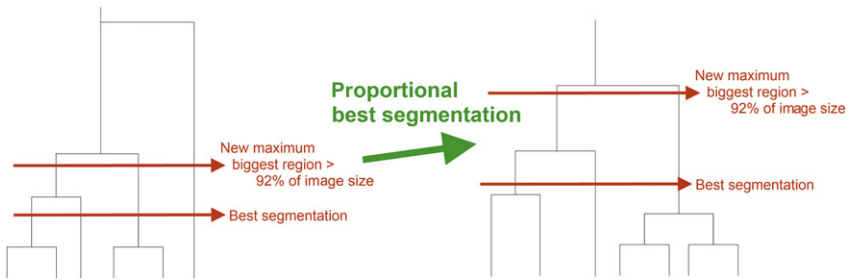 New maximum
biggest region >
92% of image size
Best segmentation
Proportional
best segmentation
New maximum
biggest region >
92% of image size
Best segmentation